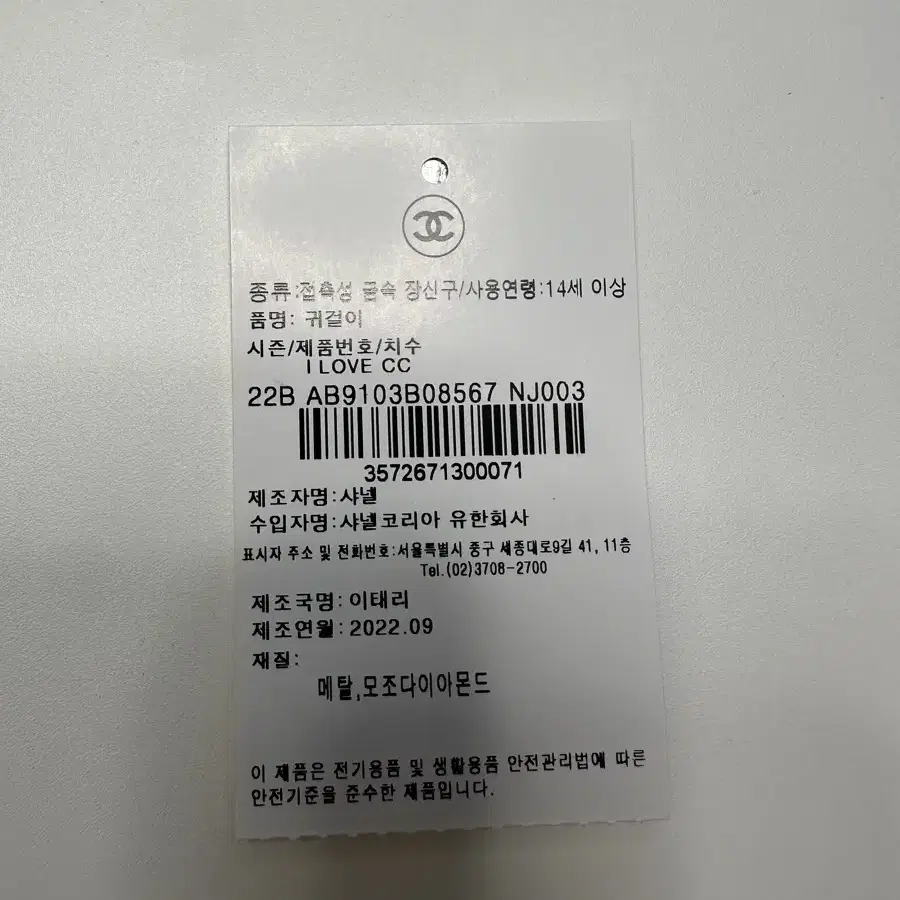 종류:접촉성 금속 장신구/사용연령:14세 이상
품명: 귀걸이
시즌/제품번호/치수
I LOVE CC
22B AB9103B08567 NJ003
3572671300071
제조자명:샤넬
수입자명:샤넬코리아 유한회사
표시자 주소 및 전화번호:서울특별시 중구 세종대로9길 41, 11층
Tel.(02)3708-2700
제조국명:이태리
제조연월:2022.09
재질:
메탈,모조다이아몬드
이 제품은 전기용품 및 생활용품 안전관리법에 따른
안전기준을 준수한 제품입니다.